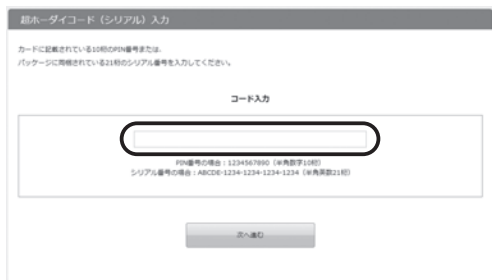 超ホーダイコード（シリアル）入力
カードに記載されている10桁のPIN番号または、
パッケージに同梱されている21桁のシリアル番号を入力してください。
コード入力
PIN番号の場合：1234567890（半角数字10桁）
シリアル番号の場合：ABCDE-1234-1234-1234-1234（半角英数21桁）
次へ進む